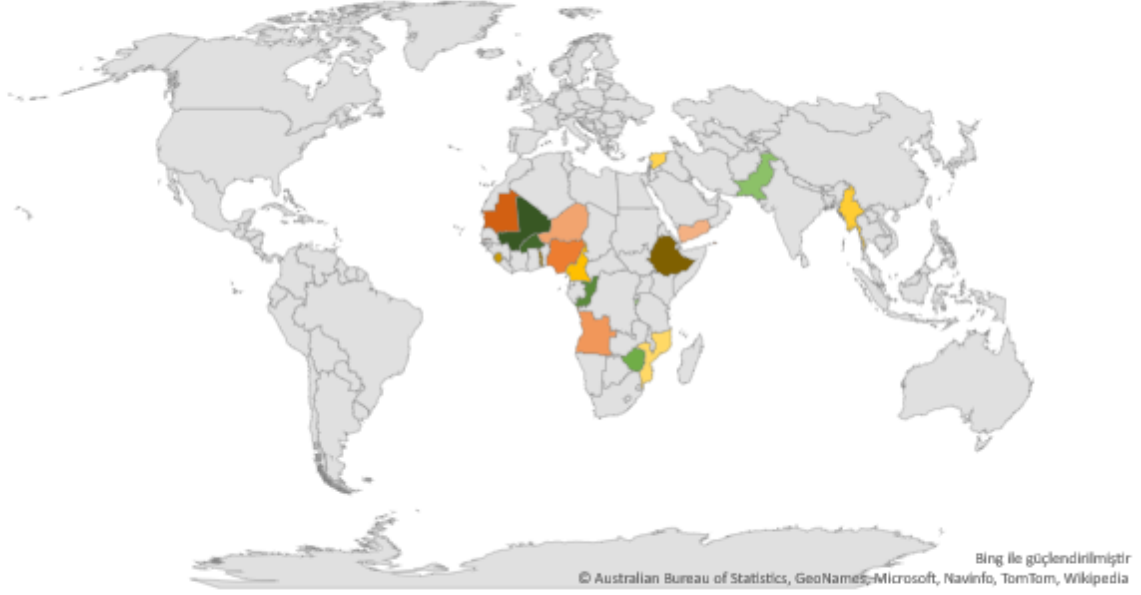 Bing ile güçlendirilmiştir
© Australian Bureau of Statistics, GeoNames, Microsoft, Navinfo, TomTom, Wikipedia